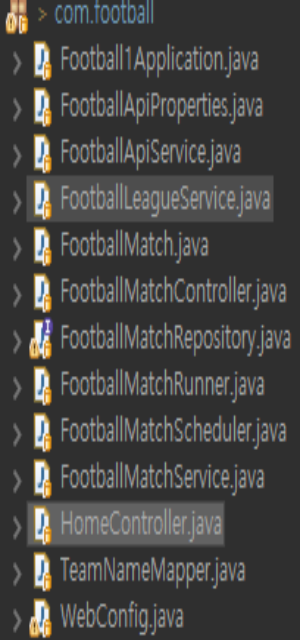 > com.football
> Football1Application.java
> FootballApiProperties.java
> FootballApiService.java
> FootballLeagueService.java
> FootballMatch.java
> FootballMatchController.java
> FootballMatchRepository.java
> FootballMatchRunner.java
> FootballMatchScheduler.java
> FootballMatchService.java
> HomeController.java
> TeamNameMapper.java
> WebConfig.java